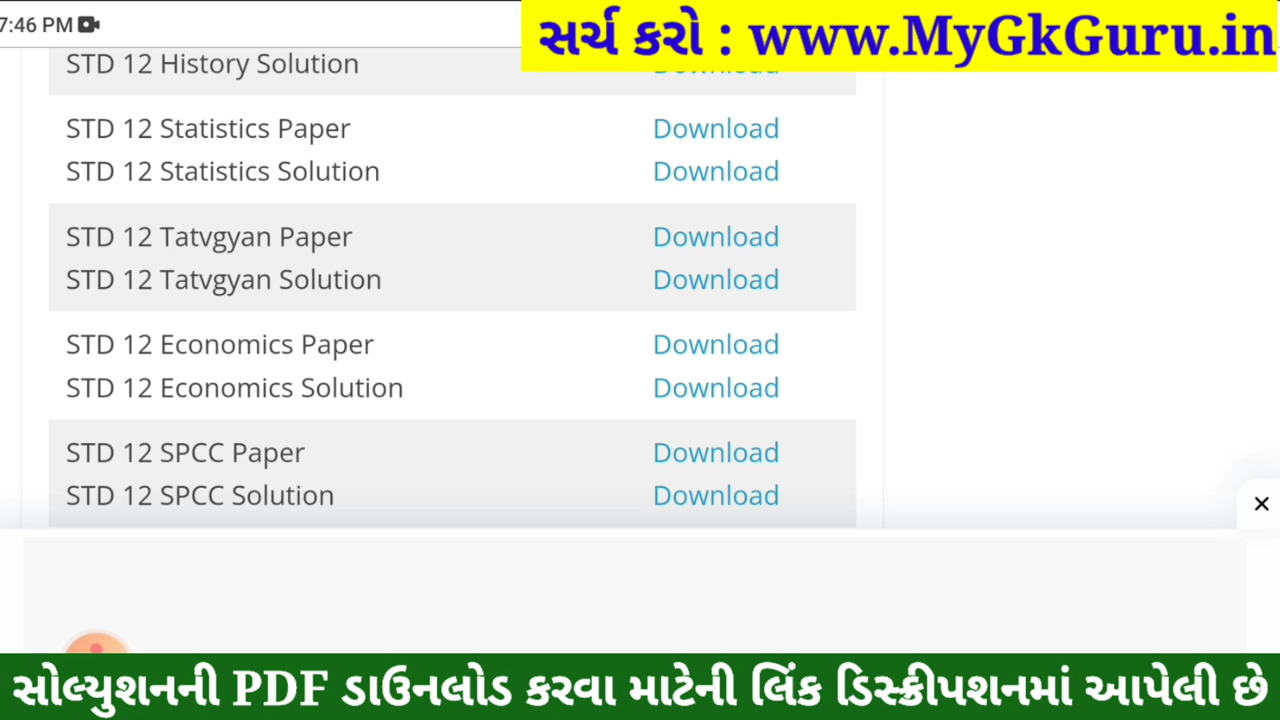 7:46 PM
સર્ચ કરો : www.MyGkGuru.in
STD 12 History Solution Download
STD 12 Statistics Paper Download
STD 12 Statistics Solution Download
STD 12 Tatvgyan Paper Download
STD 12 Tatvgyan Solution Download
STD 12 Economics Paper Download
STD 12 Economics Solution Download
STD 12 SPCC Paper Download
STD 12 SPCC Solution Download
સોલ્યુશનની PDF ડાઉનલોડ કરવા માટેની લિંક ડિસ્ક્રીપશનમાં આપેલી છે